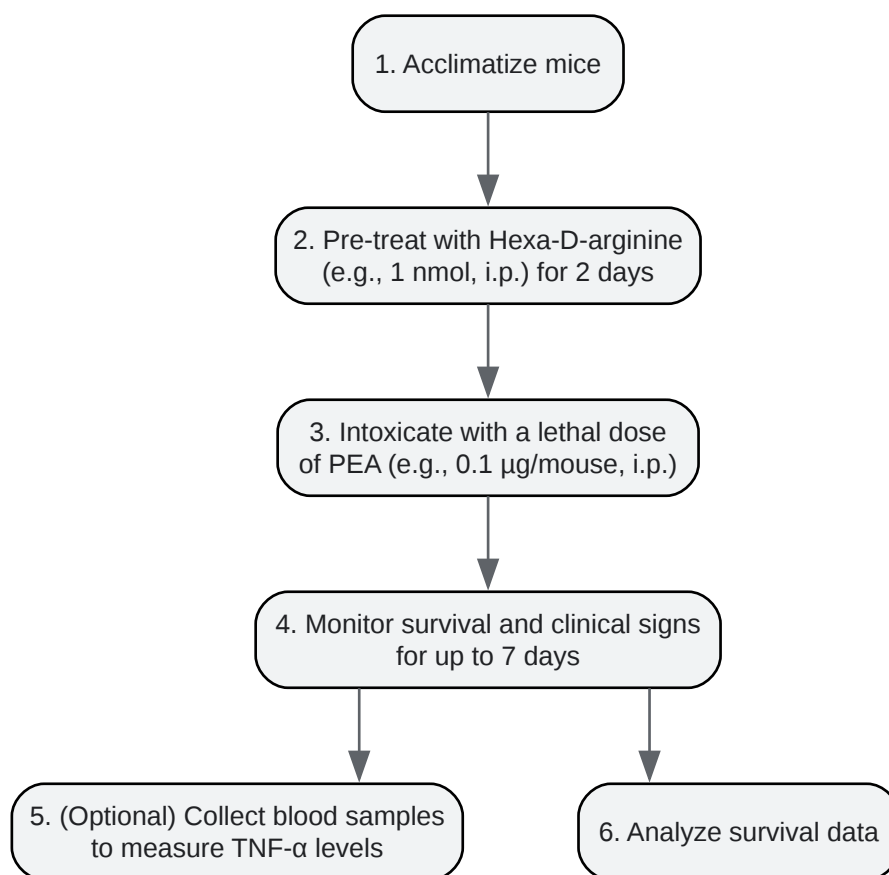 1. Acclimatize mice
2. Pre-treat with Hexa-D-arginine
(e.g., 1 nmol, i.p.) for 2 days
3. Intoxicate with a lethal dose
of PEA (e.g., 0.1 µg/mouse, i.p.)
4. Monitor survival and clinical signs
for up to 7 days
5. (Optional) Collect blood samples
to measure TNF-α levels
6. Analyze survival data